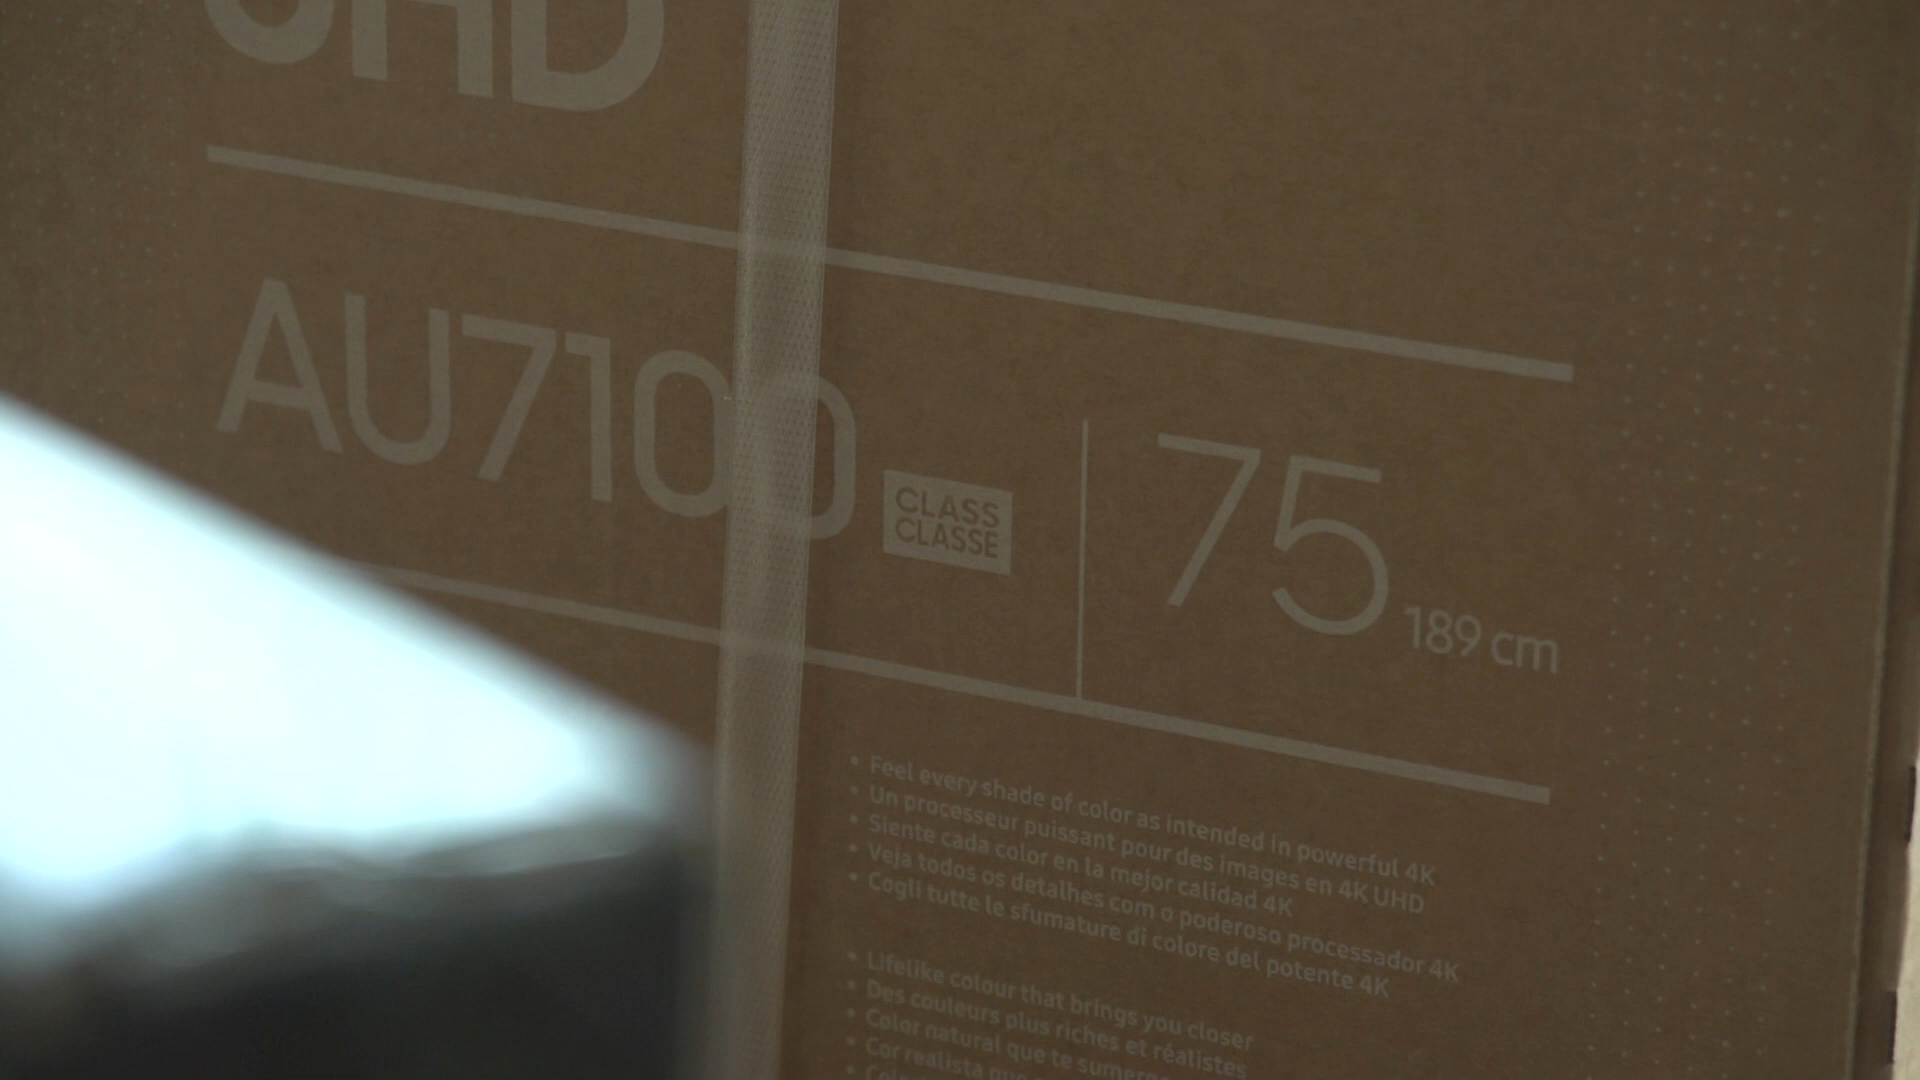 UHD
AU7100 CLASS
CLASSE
75 189 cm
• Feel every shade of color as intended in powerful 4K
• Un processeur puissant pour des images en 4K UHD
• Siente cada color en la mejor calidad 4K
• Veja todos os detalhes com o poderoso processador 4K
• Cogli tutte le sfumature di colore del potente 4K
• Lifelike colour that brings you closer
• Des couleurs plus riches et réalistes
• Color natural que te
• Cor realista